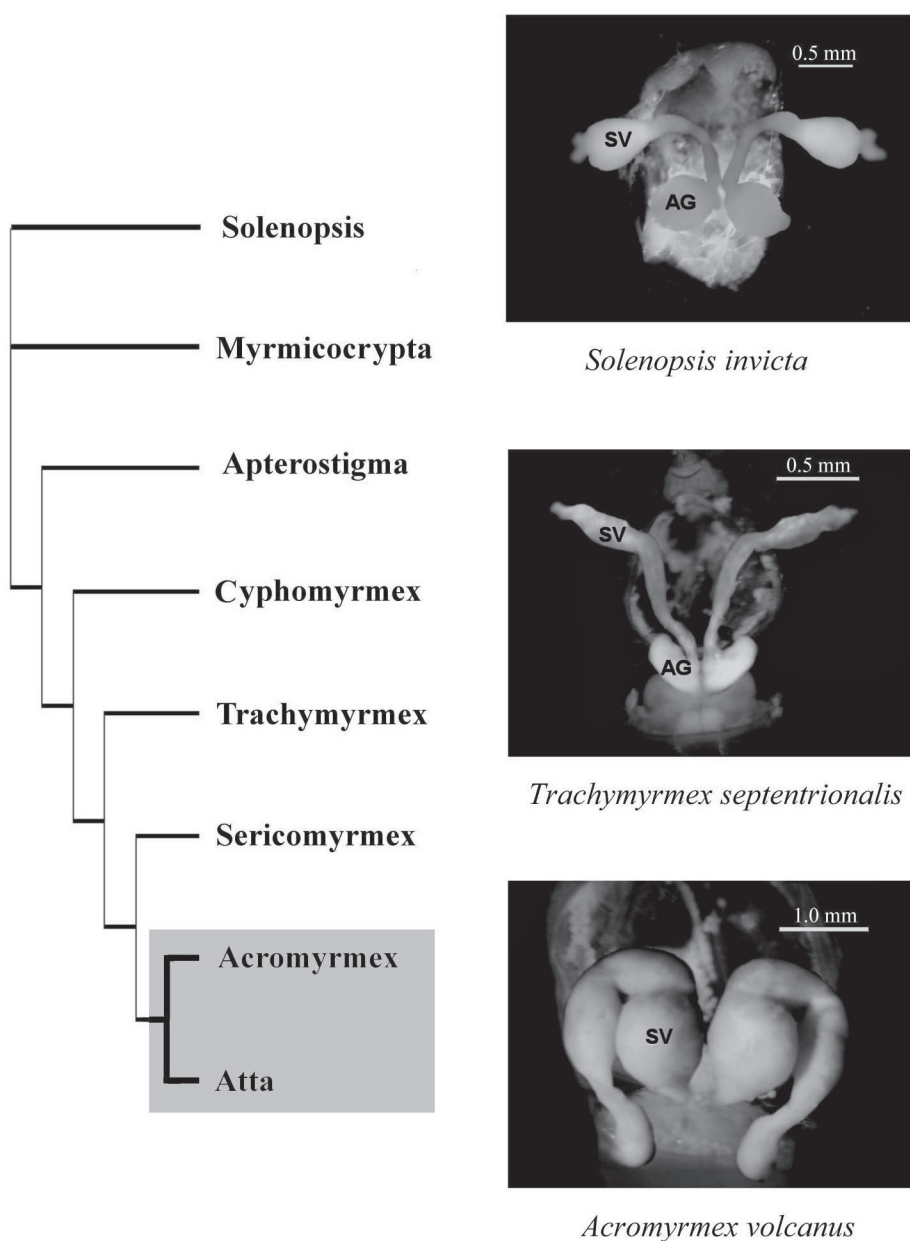 Solenopsis
Myrmicocrypta
Apterostigma
Cyphomyrmex
Trachymyrmex
Sericomyrmex
Acromyrmex
Atta
0.5 mm
SV
AG
Solenopsis invicta
0.5 mm
SV
AG
Trachymyrmex septentrionalis
1.0 mm
SV
Acromyrmex volcanus